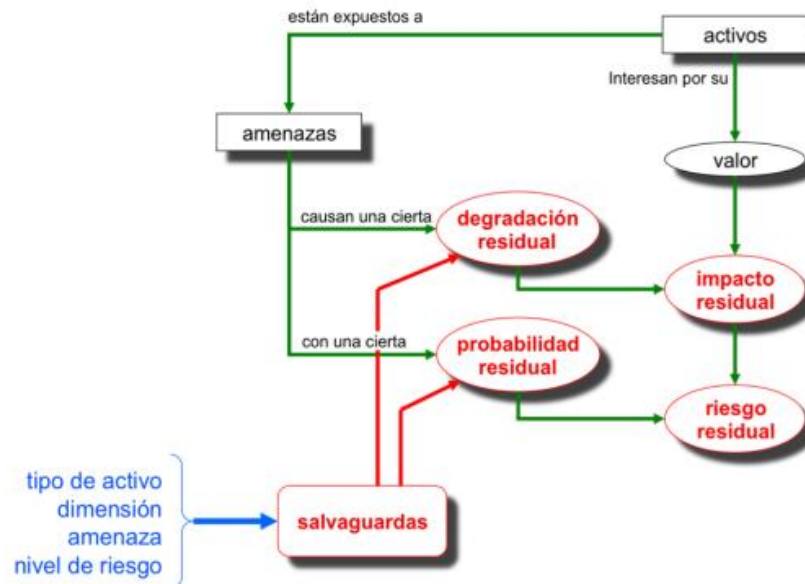 están expuestos a
activos
Interesan por su
amenazas
valor
causan una cierta
degradación
residual
impacto
residual
con una cierta
probabilidad
residual
riesgo
residual
tipo de activo
dimensión
amenaza
nivel de riesgo
salvaguardas